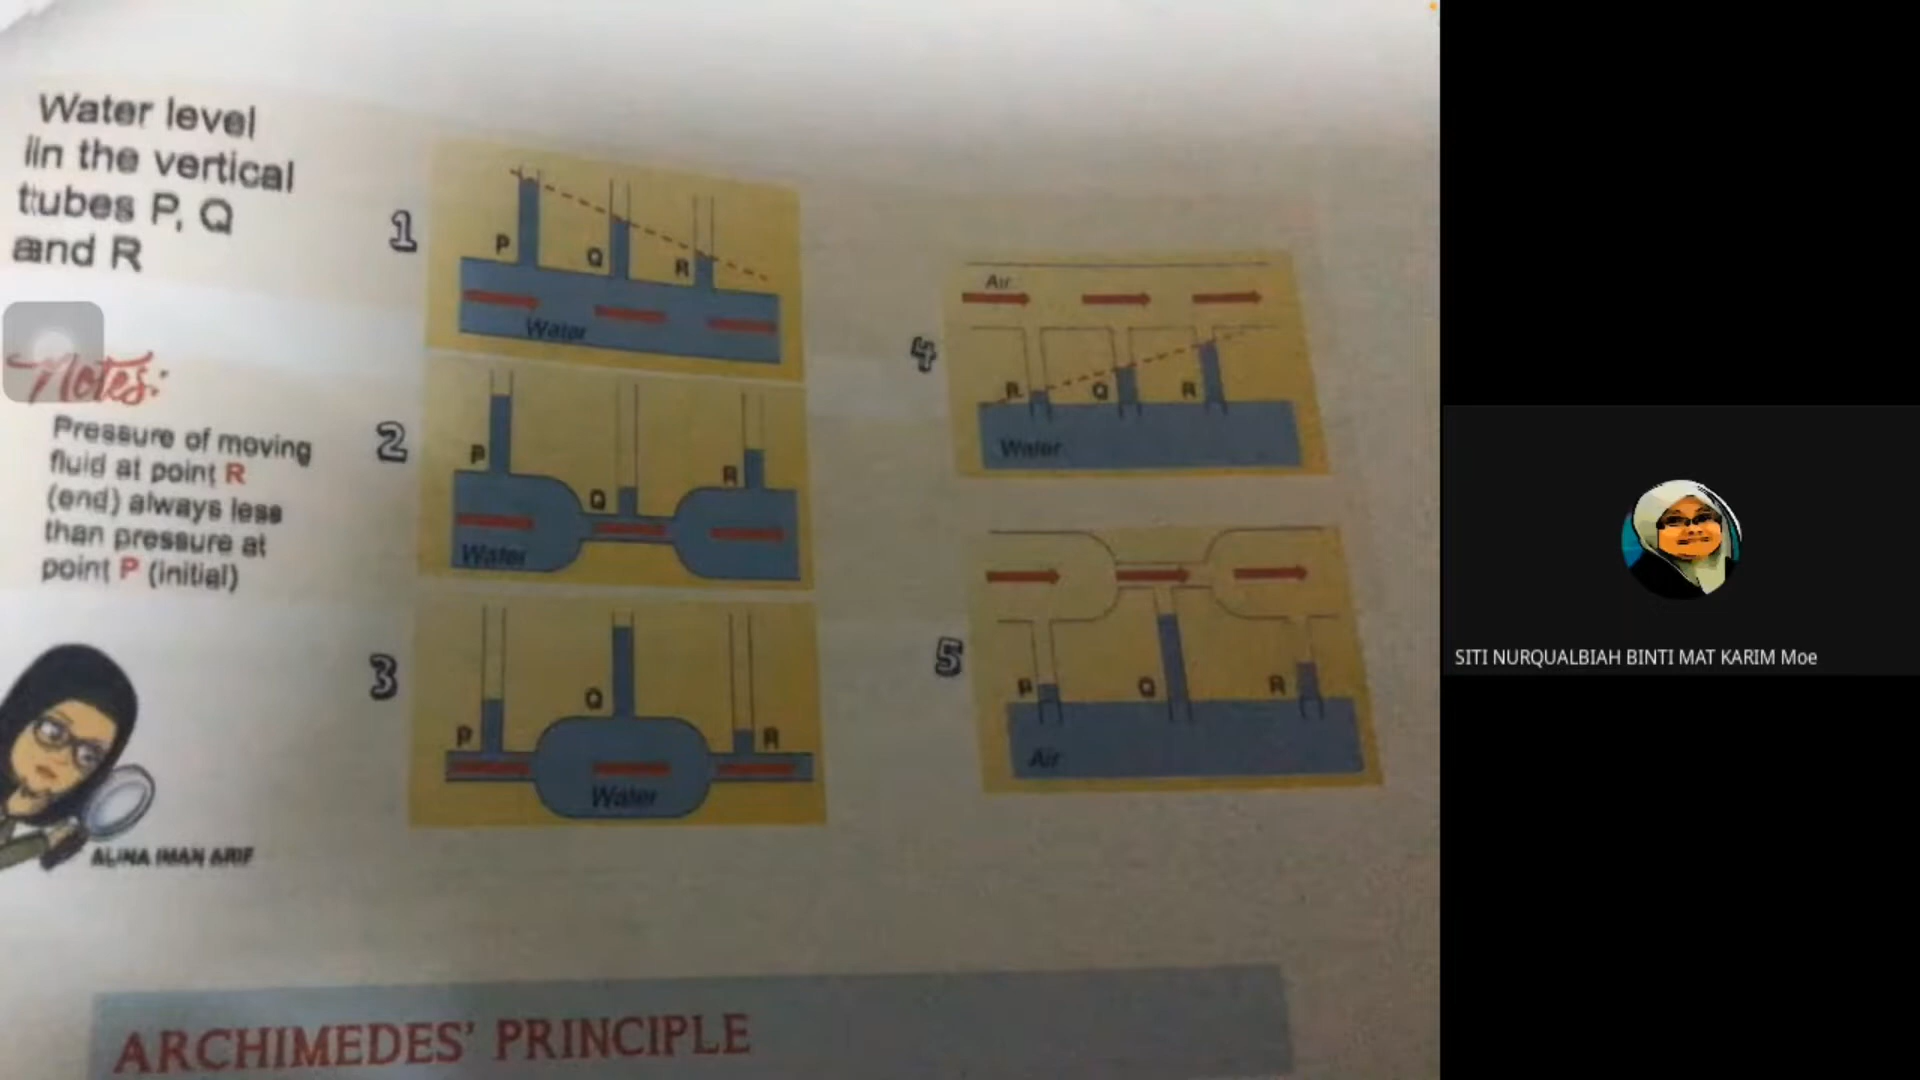 Water level
iin the vertical
ttubes P, Q
and R
Notes:
Pressure of moving
fluid at point R
(end) always less
than pressure at
point P (initial)
ALINA IMAN ARIF
1
P
Q
R
Water
2
P
Q
R
Water
3
P
Q
R
Water
4
Air
Q
R
Water
5
P
Q
R
Air
ARCHIMEDES' PRINCIPLE
SITI NURQUALBIAH BINTI MAT KARIM Moe